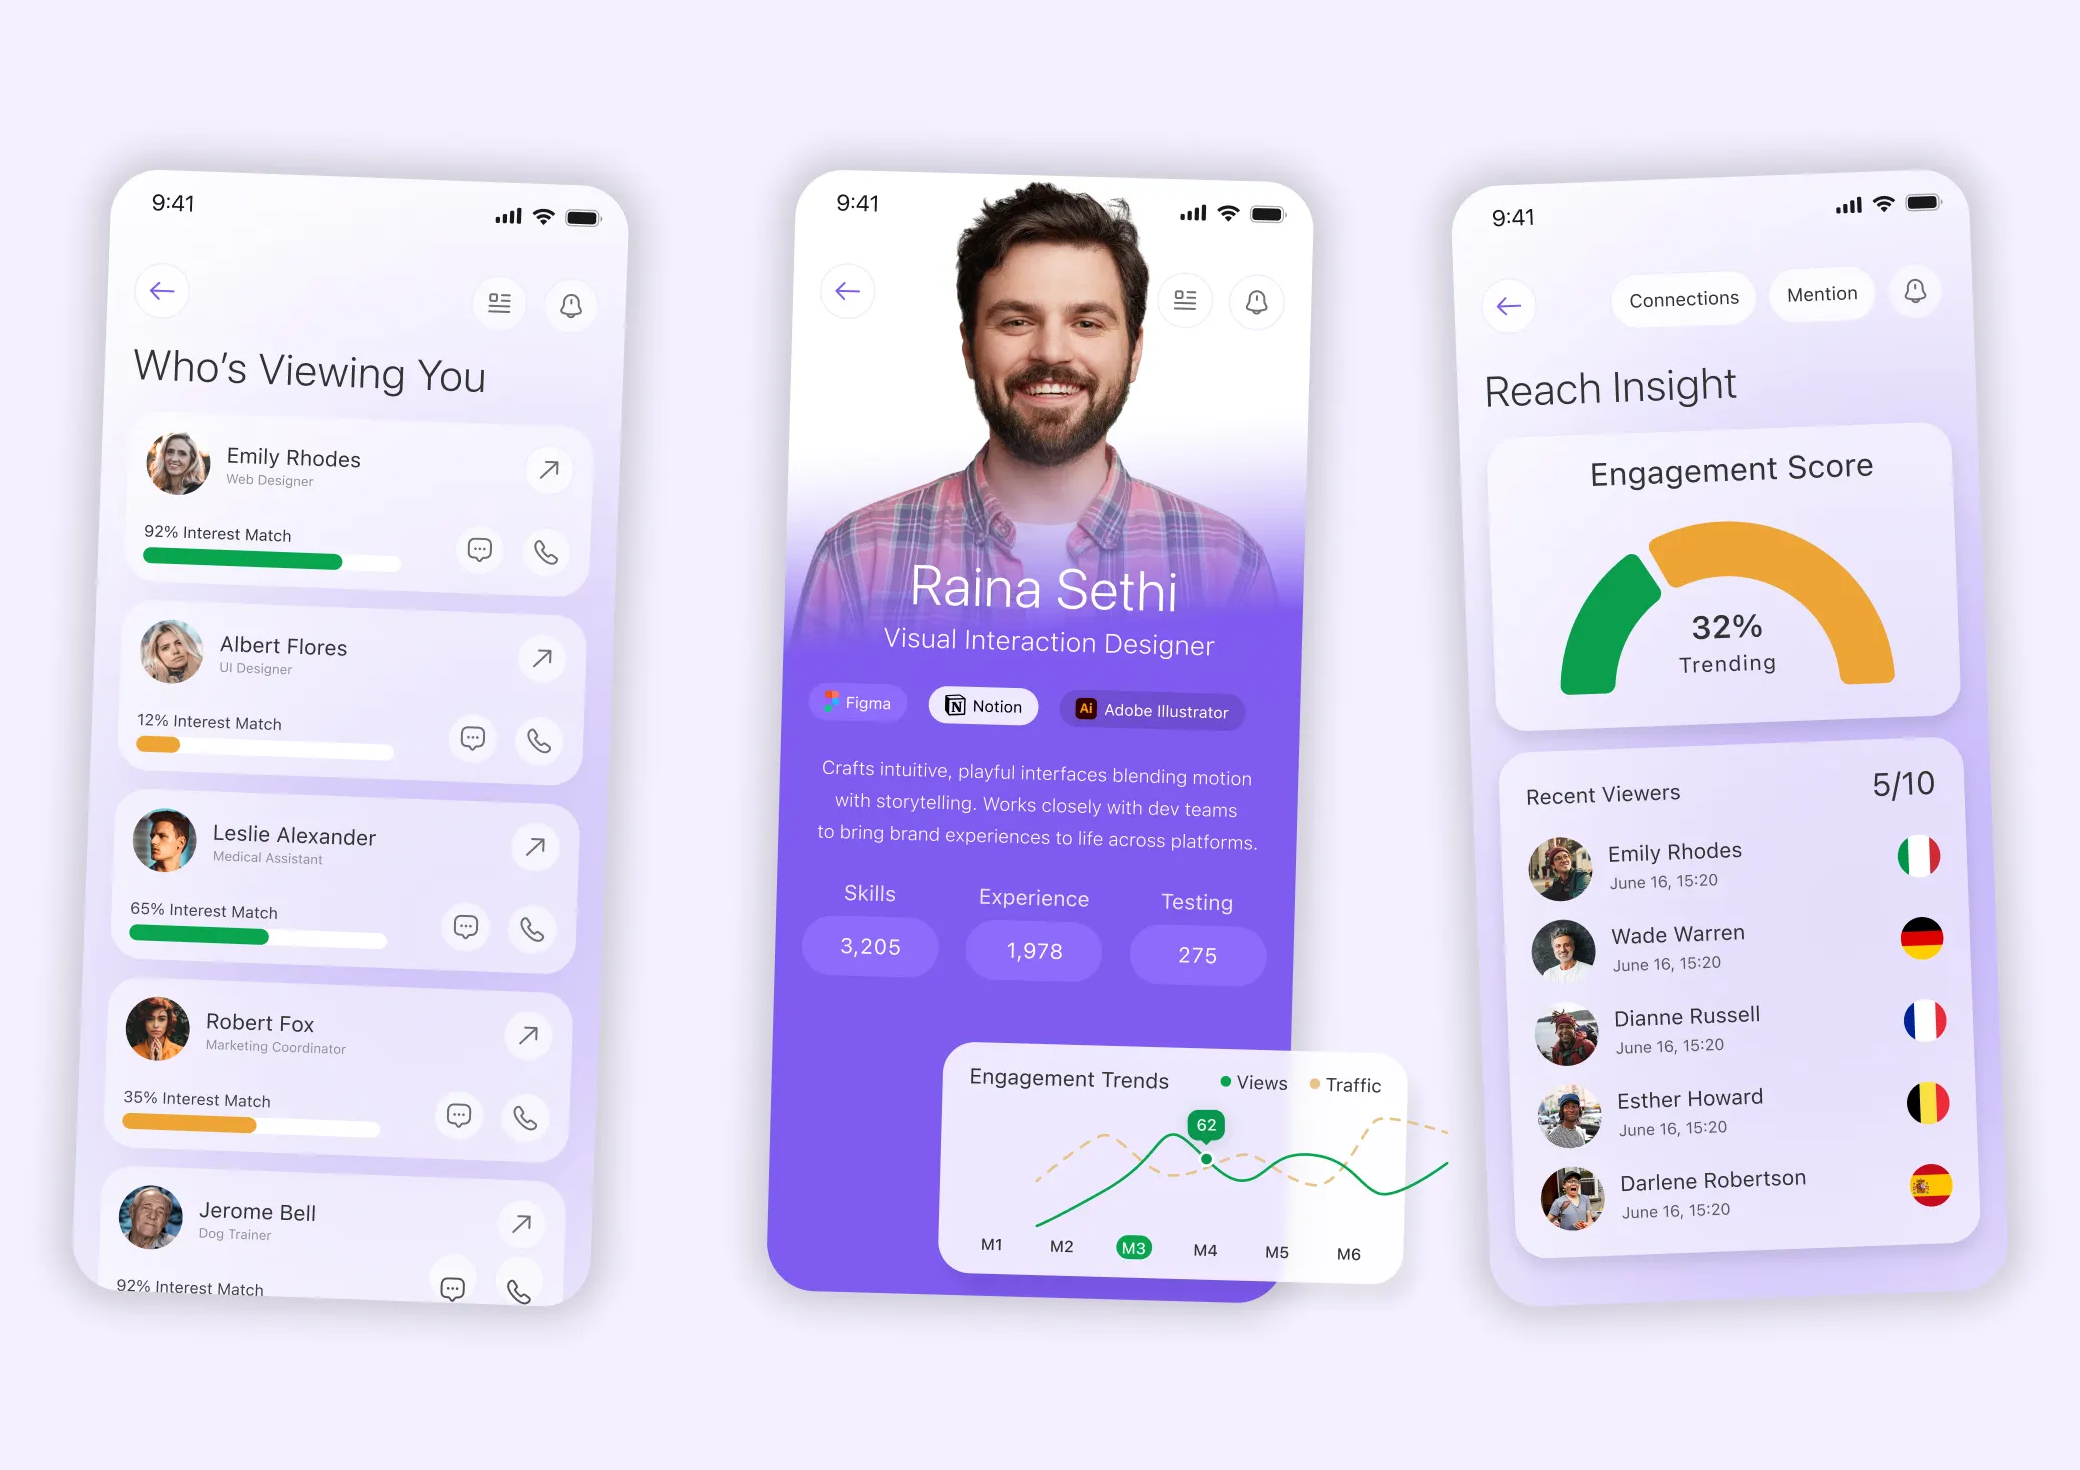 9:41
Who's Viewing You
Emily Rhodes
Web Designer
92% Interest Match
Albert Flores
UI Designer
12% Interest Match
Leslie Alexander
Medical Assistant
65% Interest Match
Robert Fox
Marketing Coordinator
35% Interest Match
Jerome Bell
Dog Trainer
92% Interest Match
9:41
Raina Sethi
Visual Interaction Designer
Figma Notion Ai Adobe Illustrator
Crafts intuitive, playful interfaces blending motion
with storytelling. Works closely with dev teams
to bring brand experiences to life across platforms.
Skills Experience Testing
3,205 1,978 275
Engagement Trends Views Traffic
62
M1 M2 M3 M4 M5 M6
9:41
Connections Mention
Reach Insight
Engagement Score
32%
Trending
Recent Viewers 5/10
Emily Rhodes
June 16, 15:20
Wade Warren
June 16, 15:20
Dianne Russell
June 16, 15:20
Esther Howard
June 16, 15:20
Darlene Robertson
June 16, 15:20